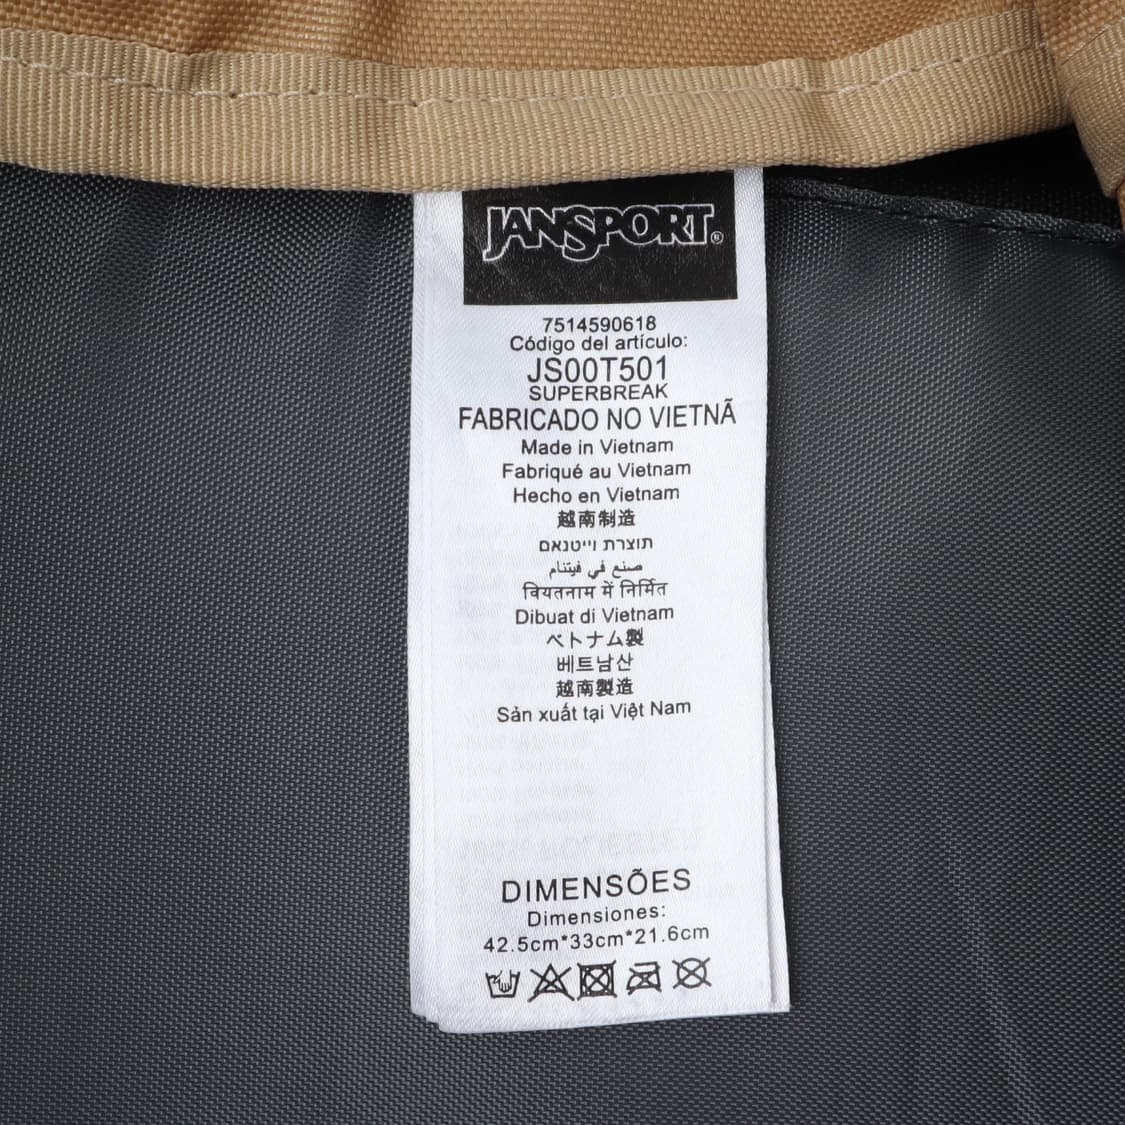 JANSPORT®
7514590618
Código del artículo:
JS00T501
SUPERBREAK
FABRICADO NO VIETNÃ
Made in Vietnam
Fabriqué au Vietnam
Hecho en Vietnam
越南制造
תוצרת וייטנאם
صنع في فيتنام
वियतनाम में निर्मित
Dibuat di Vietnam
ベトナム製
베트남산
越南製造
Sản xuất tại Việt Nam
DIMENSÕES
Dimensiones:
42.5cm*33cm*21.6cm